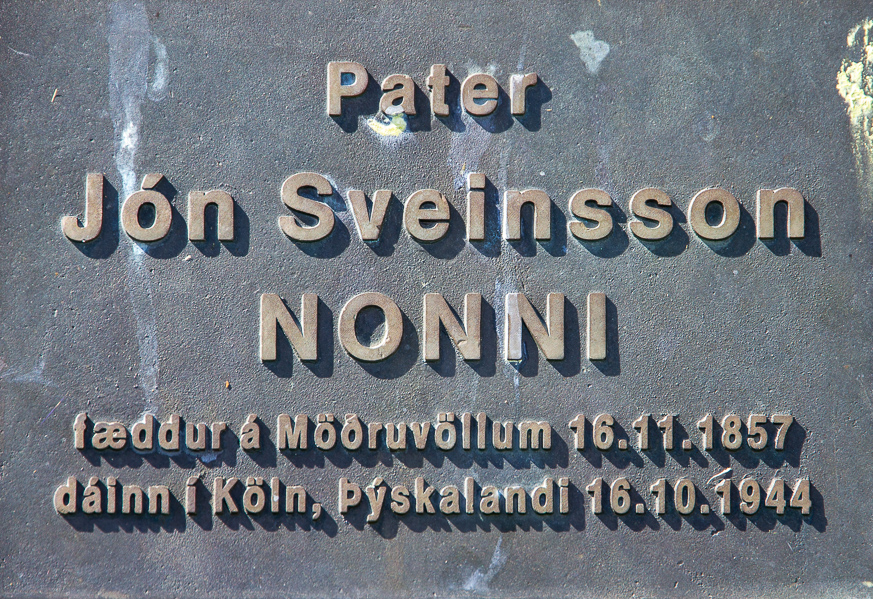 Pater
Jón Sveinsson
NONNI
fæddur á Möðruvöllum 16.11.1857
dáinn í Köln, Þýskalandi 16.10.1944